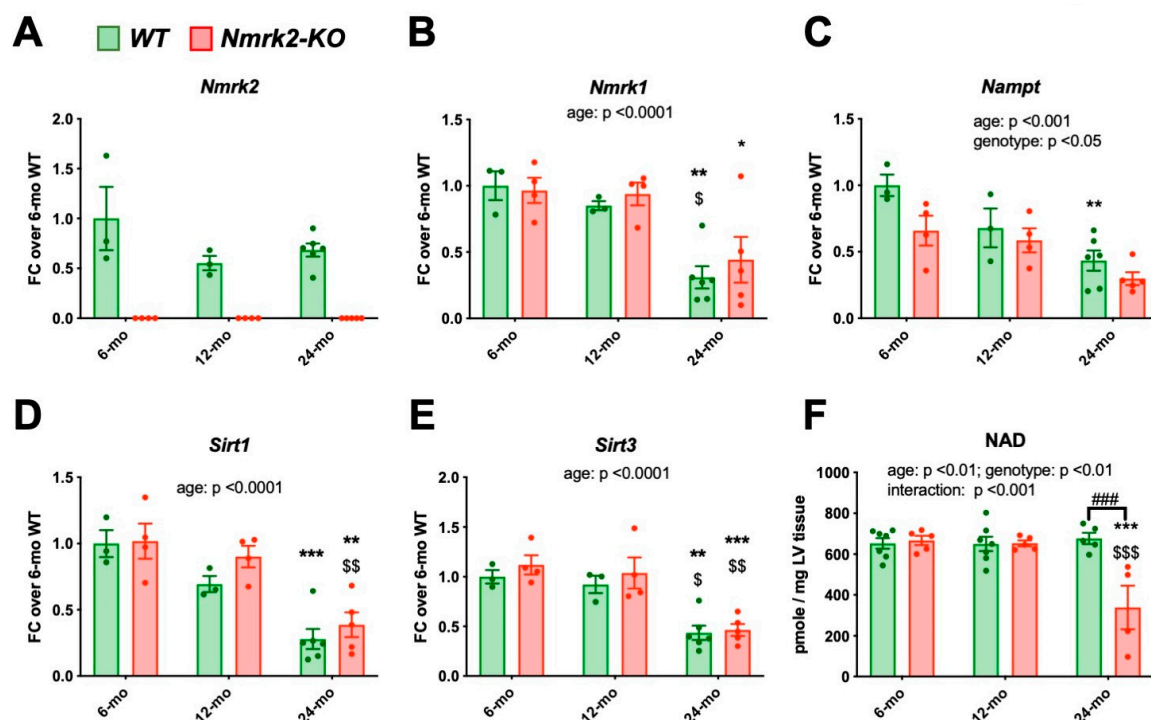 A
WT
Nmrk2-KO
Nmrk2
FC over 6-mo WT
2.0
1.5
1.0
0.5
0.0
6-mo
12-mo
24-mo
B
Nmrk1
age: p <0.0001
FC over 6-mo WT
1.5
1.0
0.5
0.0
**
$
*
6-mo
12-mo
24-mo
C
Nampt
age: p <0.001
genotype: p <0.05
FC over 6-mo WT
1.5
1.0
0.5
0.0
**
6-mo
12-mo
24-mo
D
Sirt1
age: p <0.0001
FC over 6-mo WT
1.5
1.0
0.5
0.0
***
**
$$
6-mo
12-mo
24-mo
E
Sirt3
age: p <0.0001
FC over 6-mo WT
2.0
1.5
1.0
0.5
0.0
**
$
***
$$
6-mo
12-mo
24-mo
F
NAD
age: p <0.01; genotype: p <0.01
interaction: p <0.001
pmole / mg LV tissue
1000
800
600
400
200
0
###
***
$$$
6-mo
12-mo
24-mo